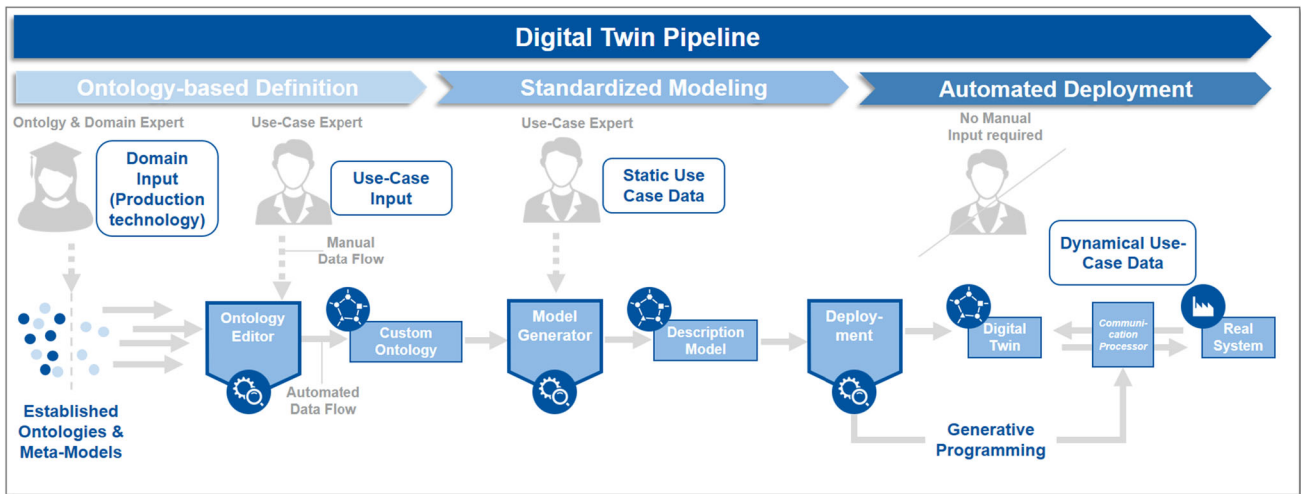 Digital Twin Pipeline
Ontology-based Definition
Standardized Modeling
Automated Deployment
Ontolgy & Domain Expert
Domain
Input
(Production
technology)
Use-Case Expert
Use-Case
Input
Use-Case Expert
Static Use
Case Data
No Manual
Input required
Dynamical Use-
Case Data
Manual
Data Flow
Ontology
Editor
Custom
Ontology
Model
Generator
Description
Model
Deploy-
ment
Digital
Twin
Communi-
cation
Processor
Real
System
Automated
Data Flow
Established
Ontologies &
Meta-Models
Generative
Programming